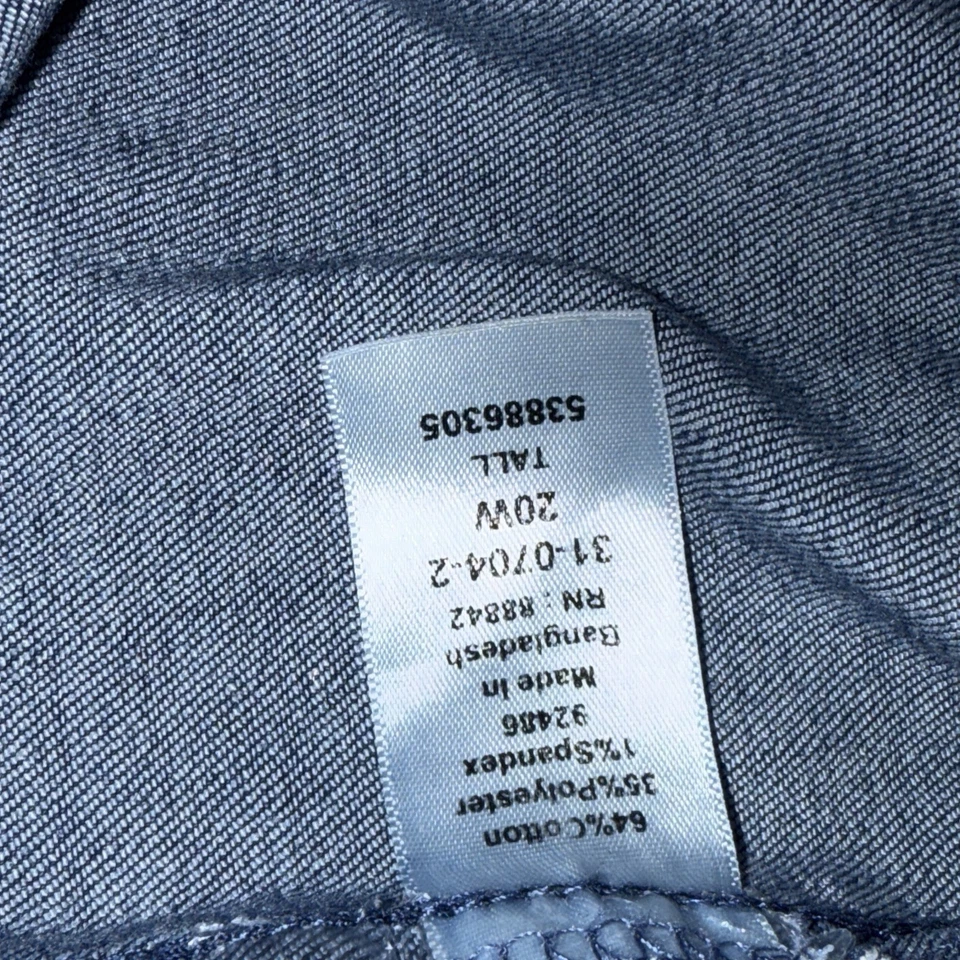 64%Cotton
35%Polyester
1%Spandex
92486
Made In
Bangladesh
RN : 88842
31-0704-2
20W
TALL
53886305